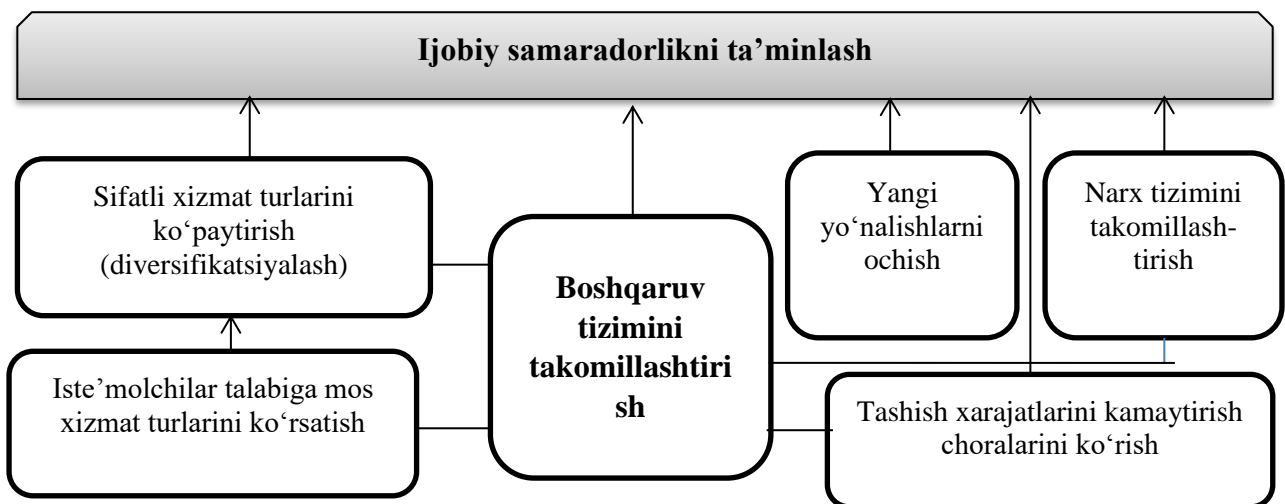 Ijobiy samaradorlikni ta’minlash
Sifatli xizmat turlarini
ko‘paytirish
(diversifikatsiyalash)
Boshqaruv
tizimini
takomillashtiri
sh
Yangi
yo‘nalishlarni
ochish
Narx tizimini
takomillash-
tirish
Iste’molchilar talabiga mos
xizmat turlarini ko‘rsatish
Tashish xarajatlarini kamaytirish
choralarini ko‘rish